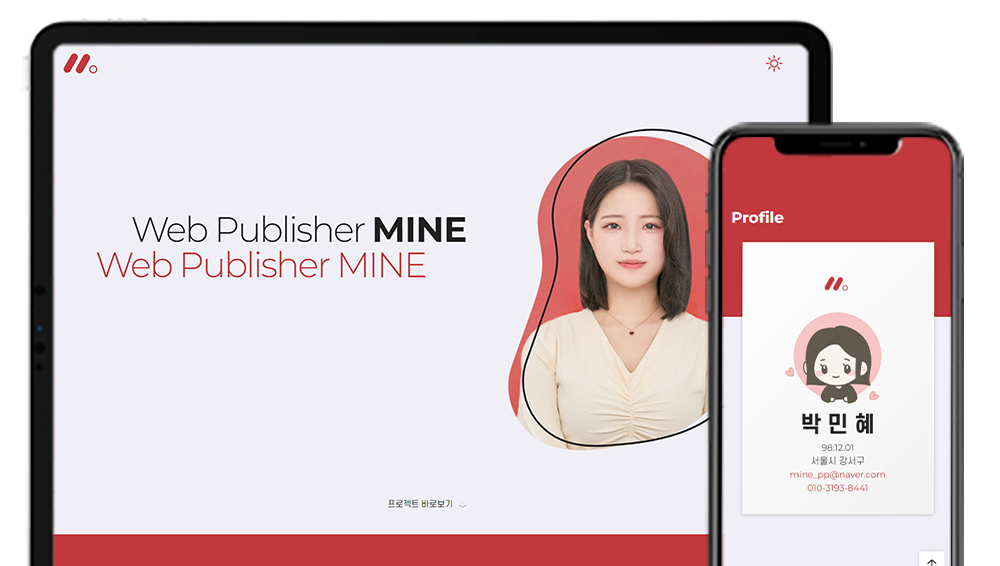 Web Publisher MINE
Web Publisher MINE
프로젝트 바로보기
Profile
박민혜
98.12.01
서울시 강서구
mine_pp@naver.com
010-3193-8441